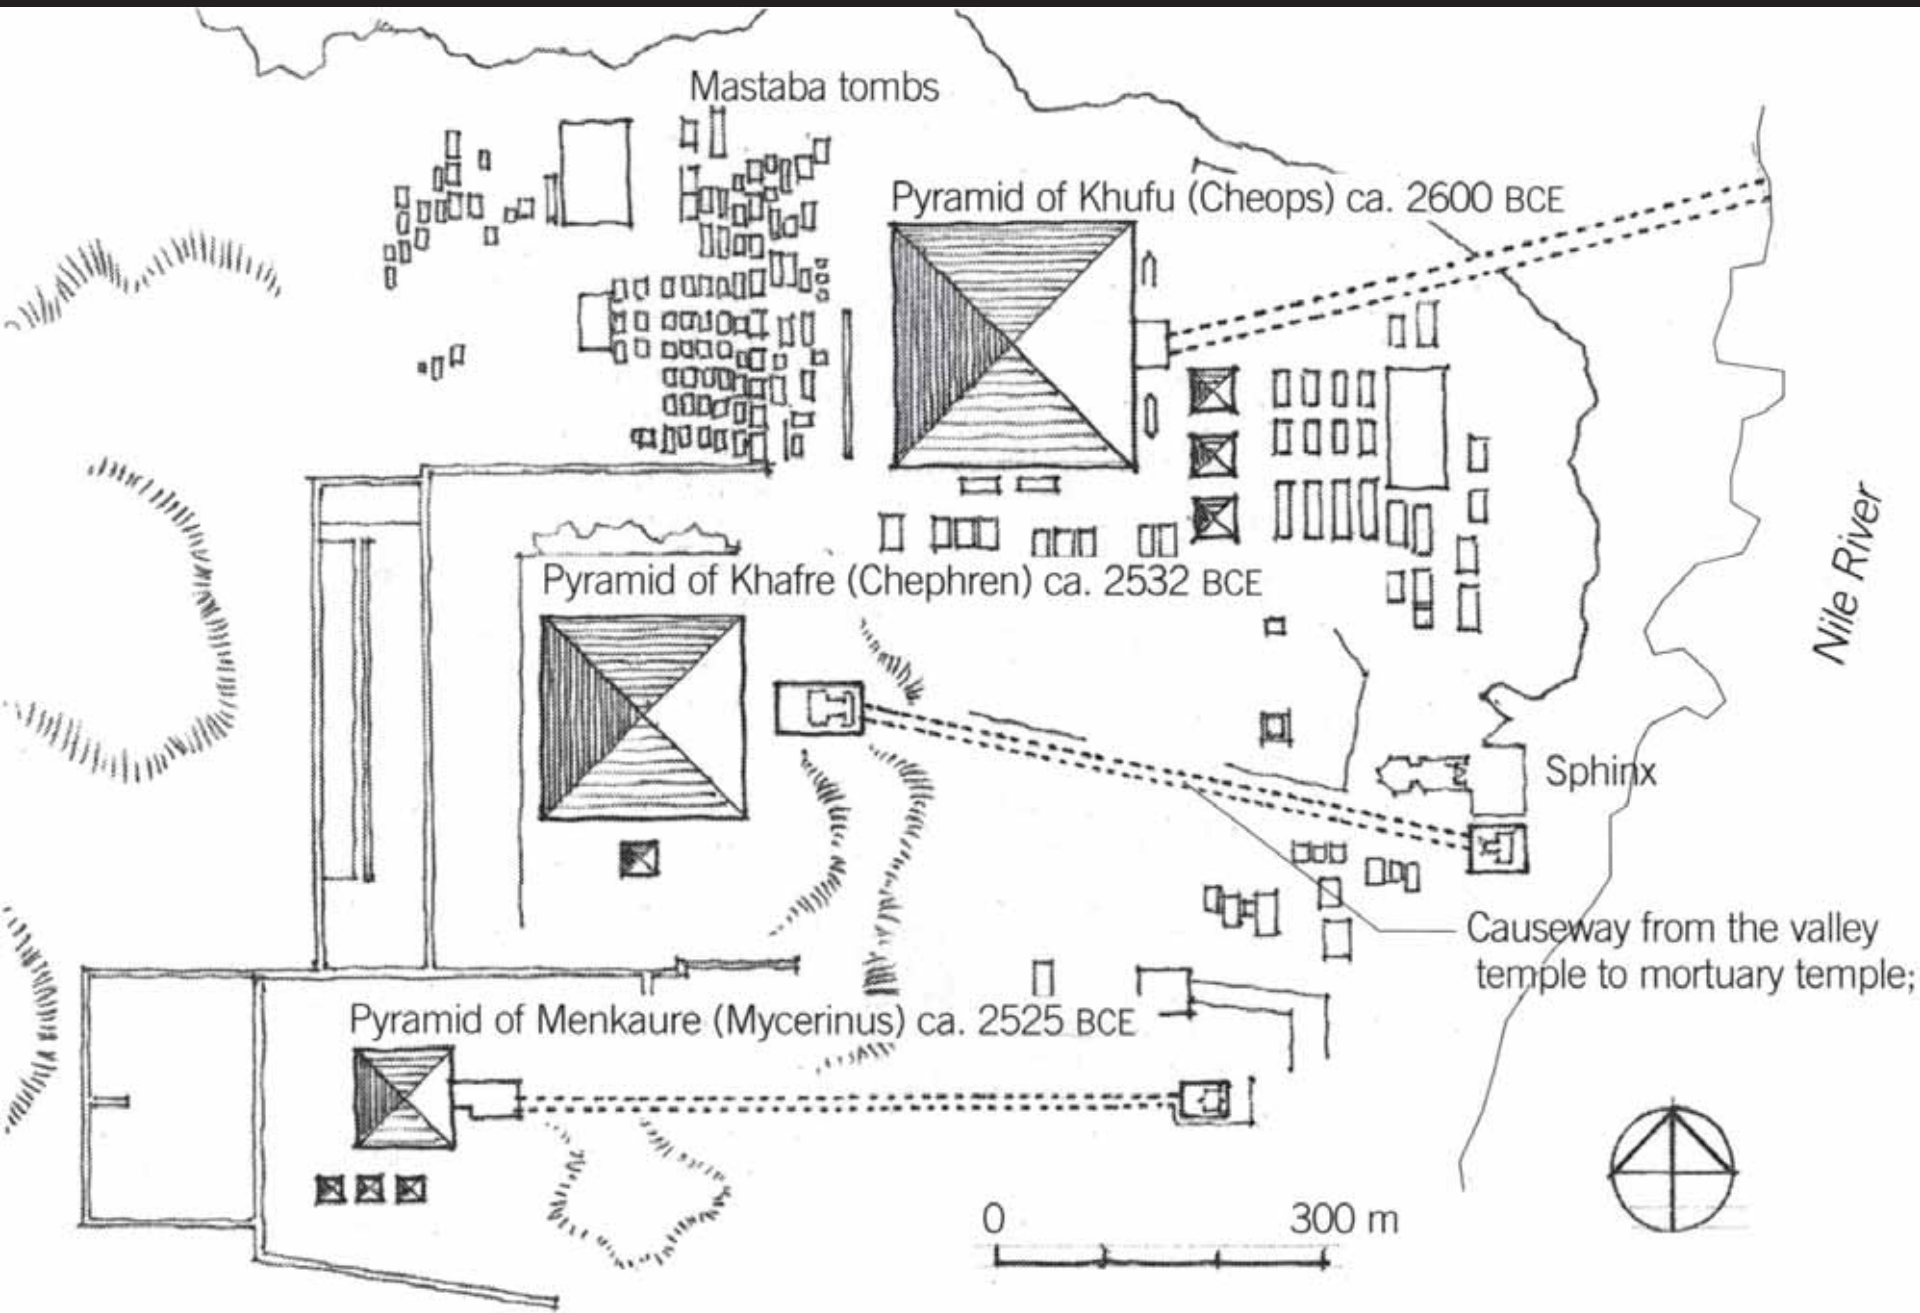 Mastaba tombs
Pyramid of Khufu (Cheops) ca. 2600 BCE
Nile River
Pyramid of Khafre (Chephren) ca. 2532 BCE
Sphinx
Causeway from the valley
temple to mortuary temple;
Pyramid of Menkaure (Mycerinus) ca. 2525 BCE
0 300 m